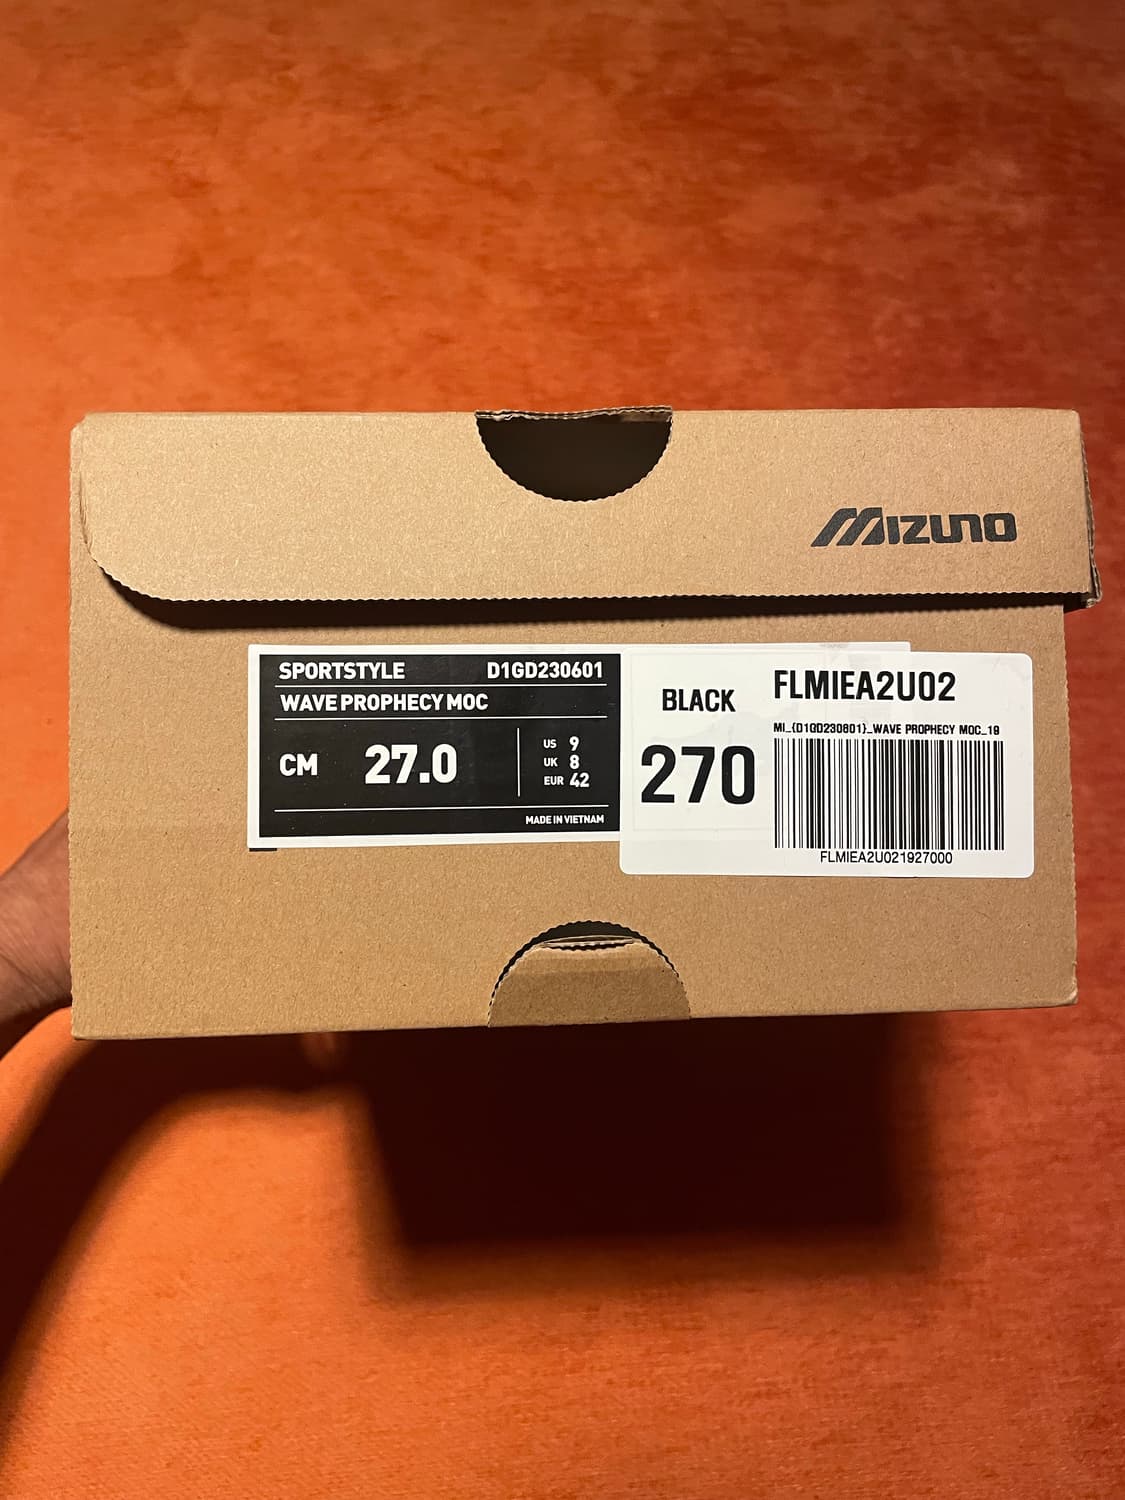 MIZUNO
SPORTSTYLE D1GD230601
WAVE PROPHECY MOC
CM 27.0
US 9
UK 8
EUR 42
MADE IN VIETNAM
BLACK
270
FLMIEA2U02
MI_(D1GD230601)_WAVE PROPHECY MOC_19
FLMIEA2U021927000